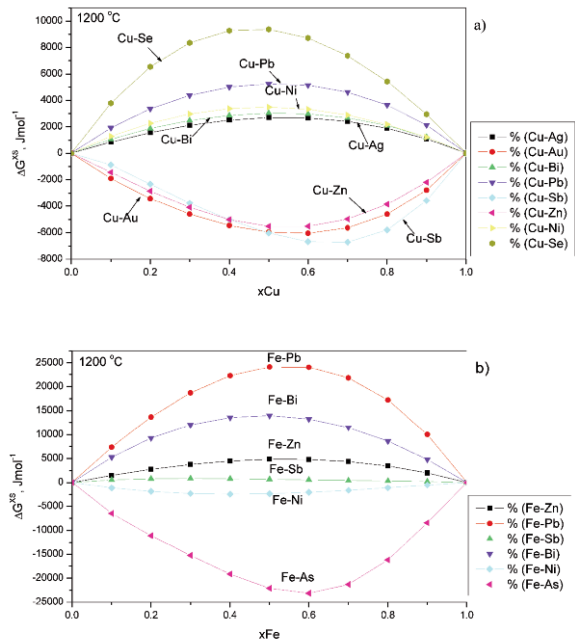 1200 °C
a)
10000
8000
6000
4000
2000
0
-2000
-4000
-6000
-8000
ΔG^XS, Jmol⁻¹
Cu-Se
Cu-Pb
Cu-Ni
Cu-Bi
Cu-Ag
Cu-Zn
Cu-Au
Cu-Sb
% (Cu-Ag)
% (Cu-Au)
% (Cu-Bi)
% (Cu-Pb)
% (Cu-Sb)
% (Cu-Zn)
% (Cu-Ni)
% (Cu-Se)
0.0 0.2 0.4 0.6 0.8 1.0
xCu
1200 °C
b)
25000
20000
15000
10000
5000
0
-5000
-10000
-15000
-20000
-25000
ΔG^XS, Jmol⁻¹
Fe-Pb
Fe-Bi
Fe-Zn
Fe-Sb
Fe-Ni
Fe-As
% (Fe-Zn)
% (Fe-Pb)
% (Fe-Sb)
% (Fe-Bi)
% (Fe-Ni)
% (Fe-As)
0.0 0.2 0.4 0.6 0.8 1.0
xFe